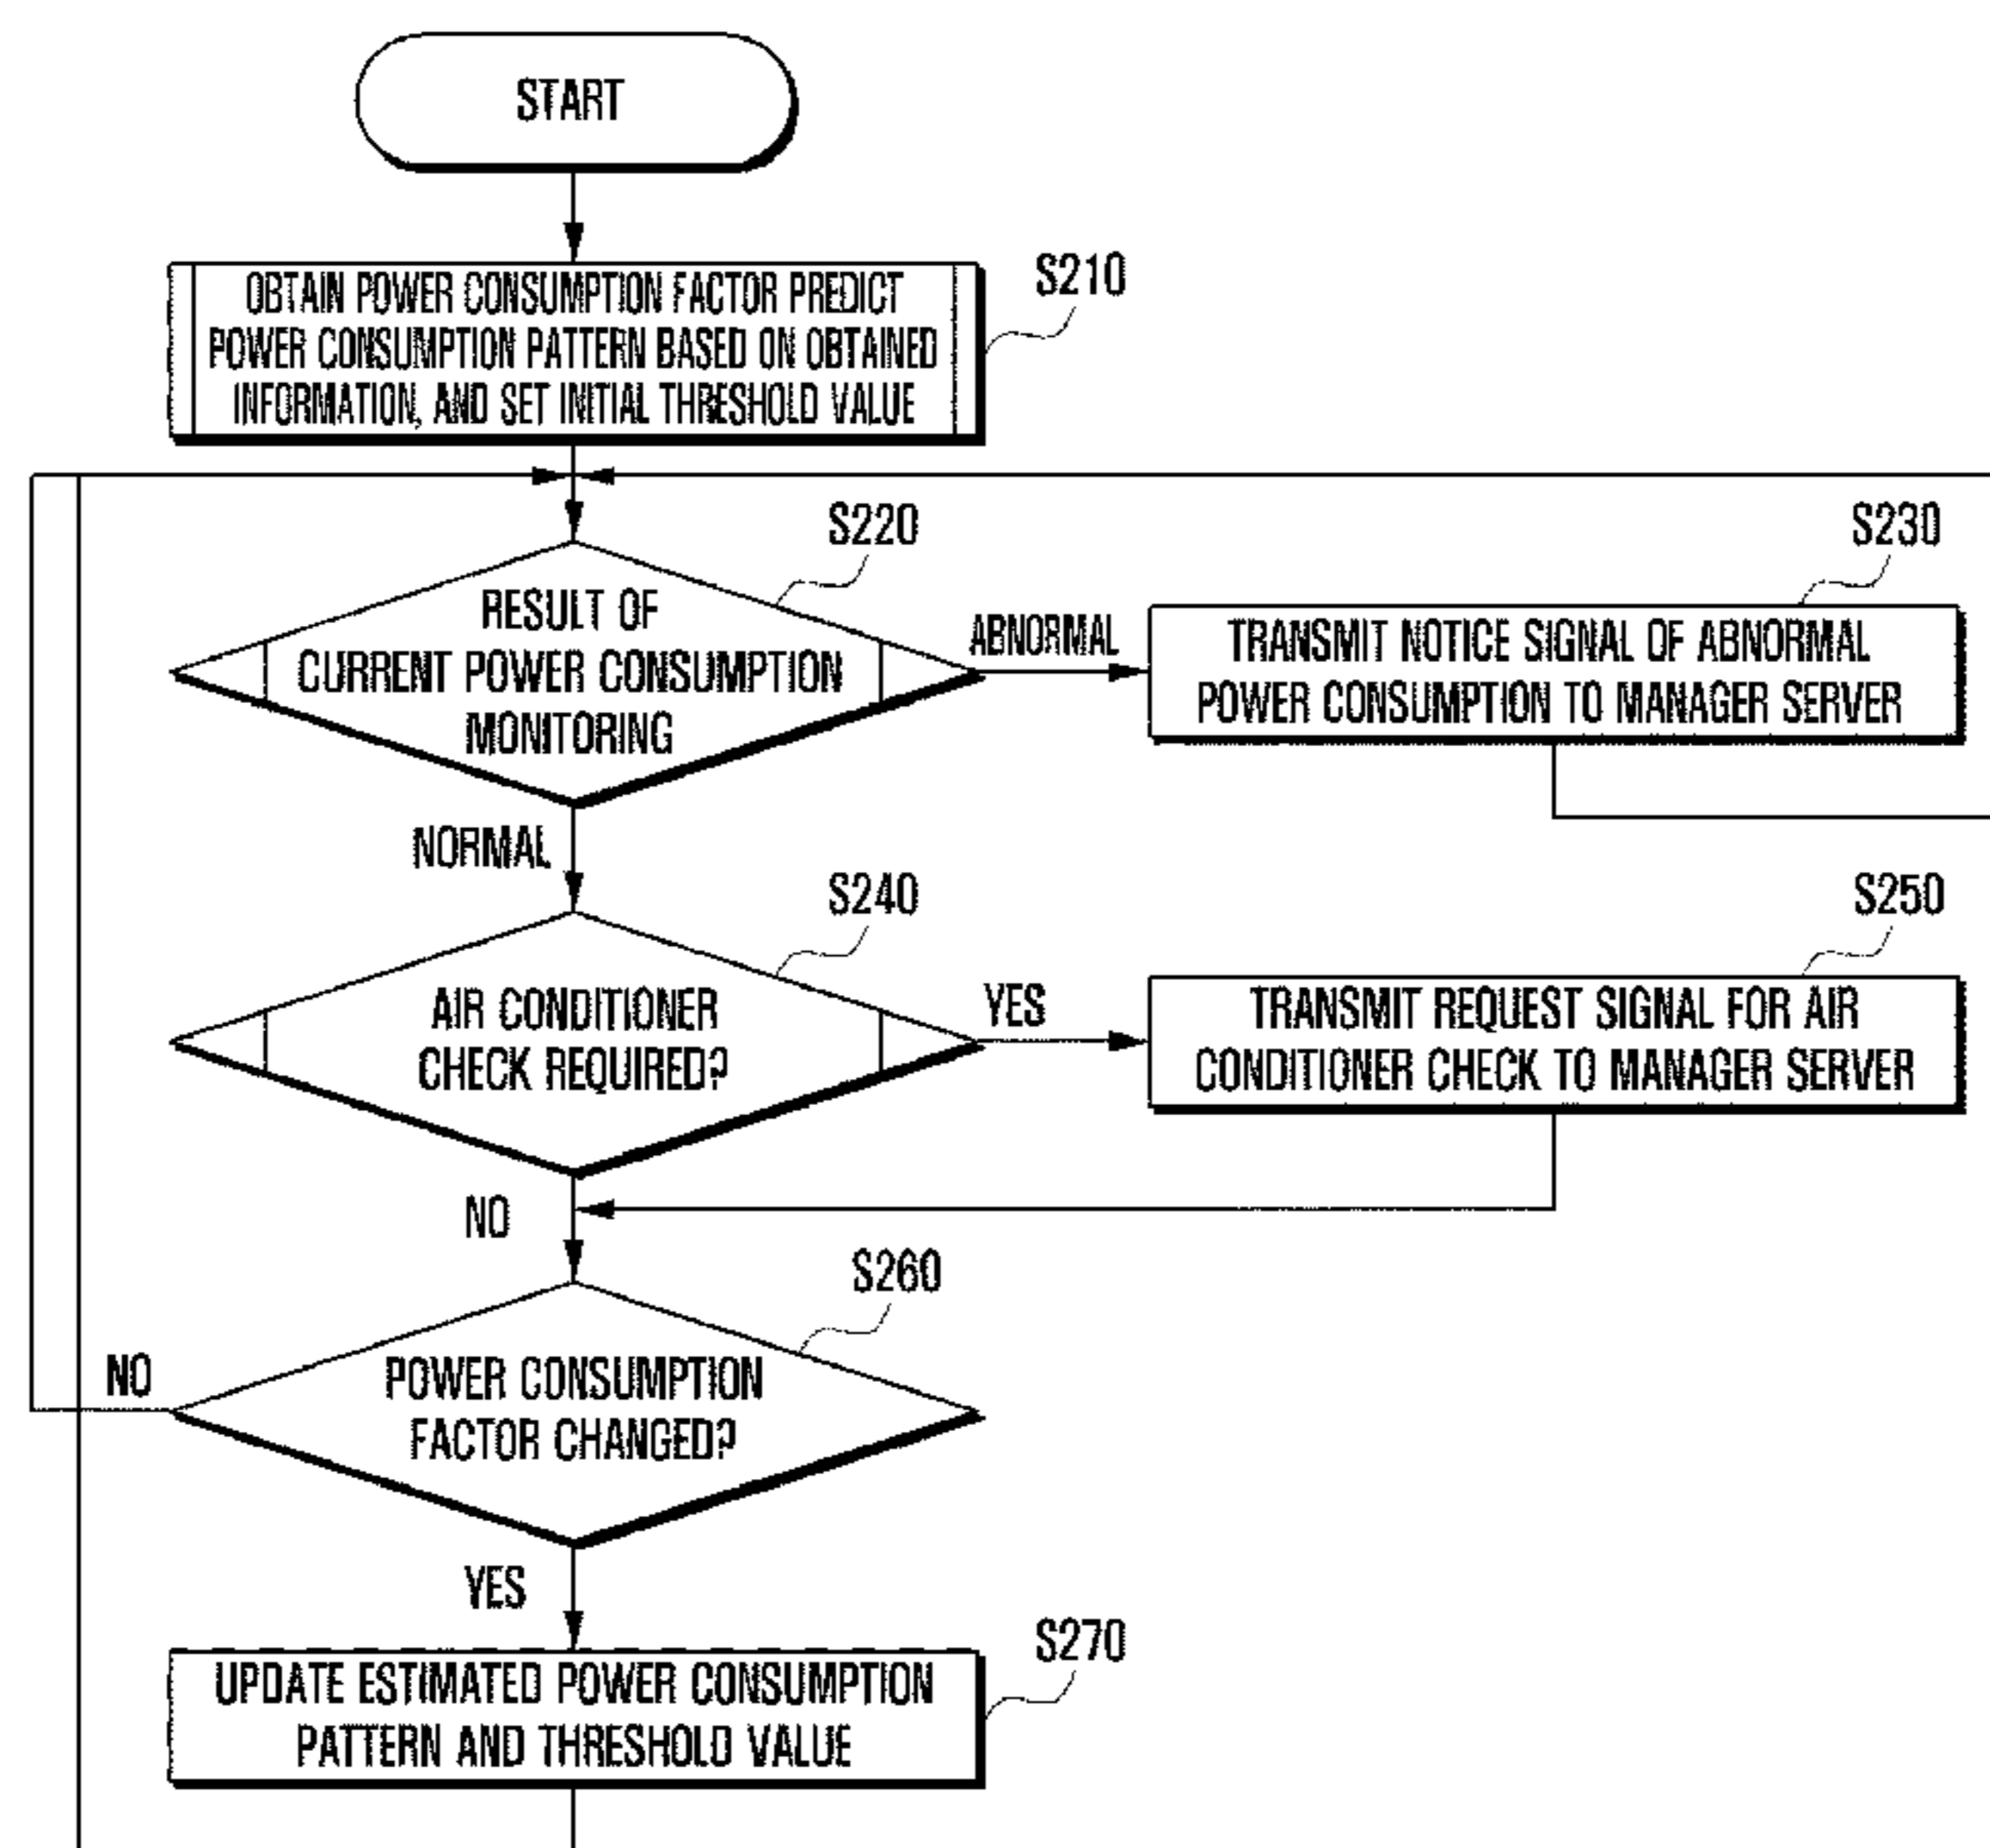 START
OBTAIN POWER CONSUMPTION FACTOR PREDICT
POWER CONSUMPTION PATTERN BASED ON OBTAINED
INFORMATION, AND SET INITIAL THRESHOLD VALUE
S210
S220
RESULT OF
CURRENT POWER CONSUMPTION
MONITORING
ABNORMAL
S230
TRANSMIT NOTICE SIGNAL OF ABNORMAL
POWER CONSUMPTION TO MANAGER SERVER
NORMAL
S240
AIR CONDITIONER
CHECK REQUIRED?
YES
S250
TRANSMIT REQUEST SIGNAL FOR AIR
CONDITIONER CHECK TO MANAGER SERVER
NO
S260
POWER CONSUMPTION
FACTOR CHANGED?
NO
YES
S270
UPDATE ESTIMATED POWER CONSUMPTION
PATTERN AND THRESHOLD VALUE